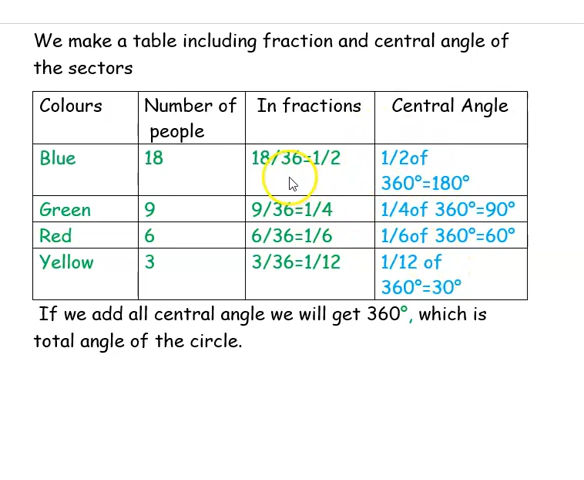 We make a table including fraction and central angle of
the sectors
Colours Number of people In fractions Central Angle
Blue 18 18/36=1/2 1/2of 360°=180°
Green 9 9/36=1/4 1/4of 360°=90°
Red 6 6/36=1/6 1/6of 360°=60°
Yellow 3 3/36=1/12 1/12 of 360°=30°
If we add all central angle we will get 360°, which is
total angle of the circle.